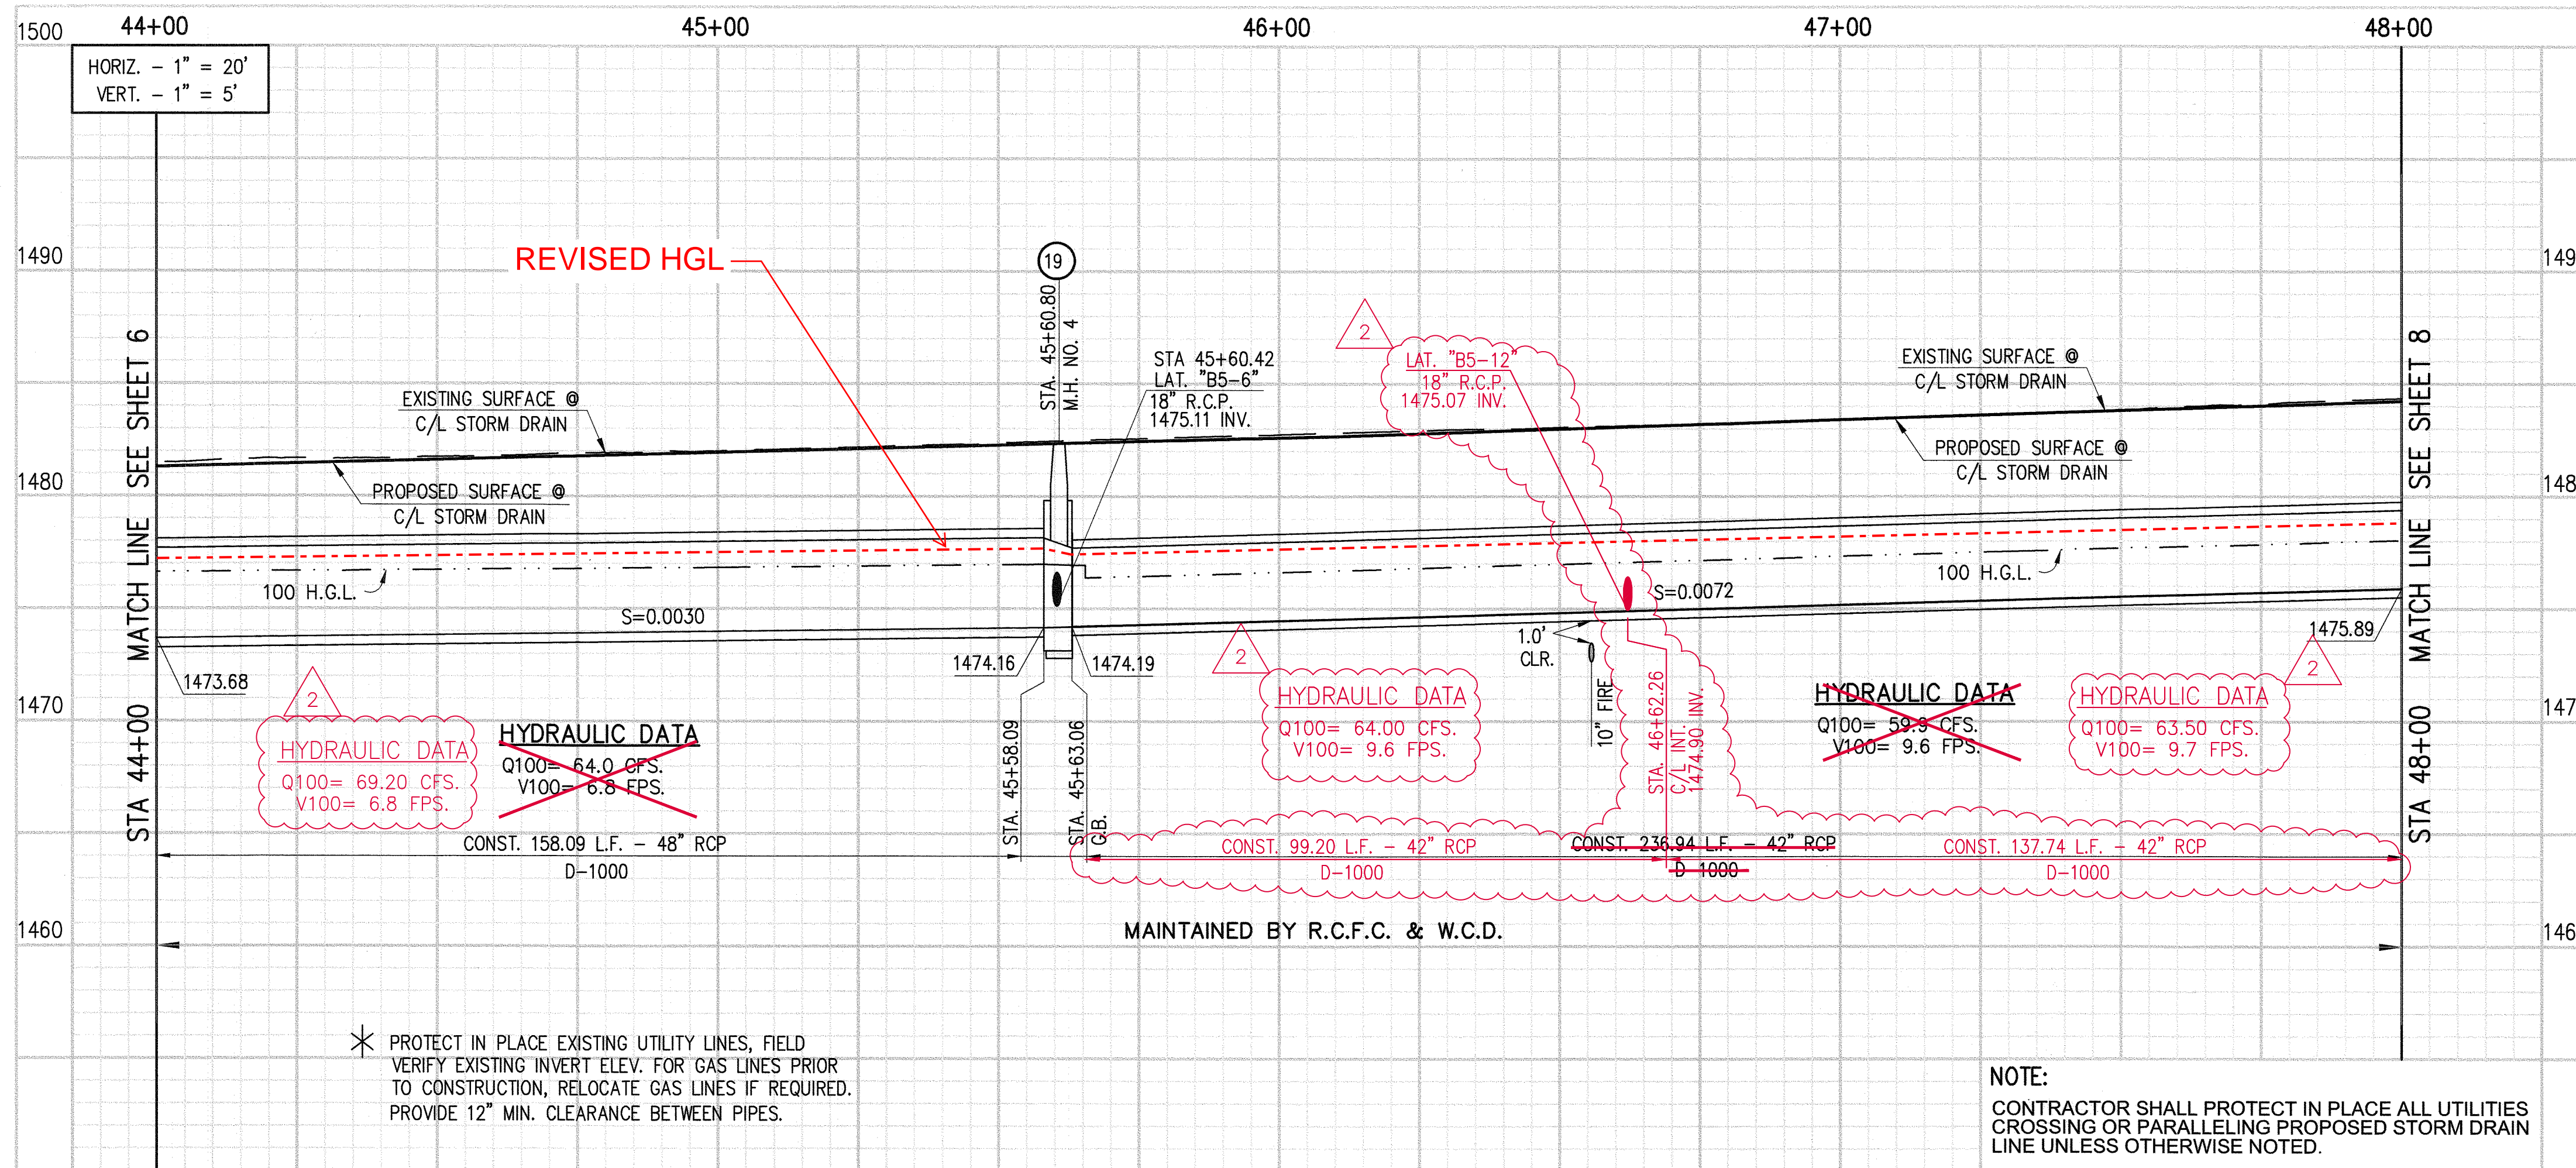 44+00
45+00
46+00
47+00
48+00
1500
HORIZ. - 1" = 20'
VERT. - 1" = 5'
1490
149
REVISED HGL
19
STA. 45+60.80
M.H. NO. 4
STA 45+60.42
LAT. "B5-6"
18" R.C.P.
1475.11 INV.
2
LAT. "B5-12"
18" R.C.P.
1475.07 INV.
EXISTING SURFACE @
C/L STORM DRAIN
EXISTING SURFACE @
C/L STORM DRAIN
PROPOSED SURFACE @
C/L STORM DRAIN
PROPOSED SURFACE @
C/L STORM DRAIN
1480
148
STA 44+00 MATCH LINE SEE SHEET 6
STA 48+00 MATCH LINE SEE SHEET 8
100 H.G.L.
100 H.G.L.
S=0.0030
S=0.0072
1473.68
1474.16
1474.19
1.0'
CLR.
10" FIRE
1475.89
1470
147
2
HYDRAULIC DATA
Q100= 69.20 CFS.
V100= 6.8 FPS.
HYDRAULIC DATA
Q100= 64.0 CFS.
V100= 6.8 FPS.
STA. 45+58.09
STA. 45+63.06
G.B.
2
HYDRAULIC DATA
Q100= 64.00 CFS.
V100= 9.6 FPS.
STA. 46+62.26
C/L INT.
1474.90 INV.
HYDRAULIC DATA
Q100= 59.9 CFS.
V100= 9.6 FPS.
2
HYDRAULIC DATA
Q100= 63.50 CFS.
V100= 9.7 FPS.
CONST. 158.09 L.F. - 48" RCP
D-1000
CONST. 99.20 L.F. - 42" RCP
D-1000
CONST. 236.94 L.F. - 42" RCP
D-1000
CONST. 137.74 L.F. - 42" RCP
D-1000
1460
146
MAINTAINED BY R.C.F.C. & W.C.D.
PROTECT IN PLACE EXISTING UTILITY LINES, FIELD
VERIFY EXISTING INVERT ELEV. FOR GAS LINES PRIOR
TO CONSTRUCTION, RELOCATE GAS LINES IF REQUIRED.
PROVIDE 12" MIN. CLEARANCE BETWEEN PIPES.
NOTE:
CONTRACTOR SHALL PROTECT IN PLACE ALL UTILITIES
CROSSING OR PARALLELING PROPOSED STORM DRAIN
LINE UNLESS OTHERWISE NOTED.